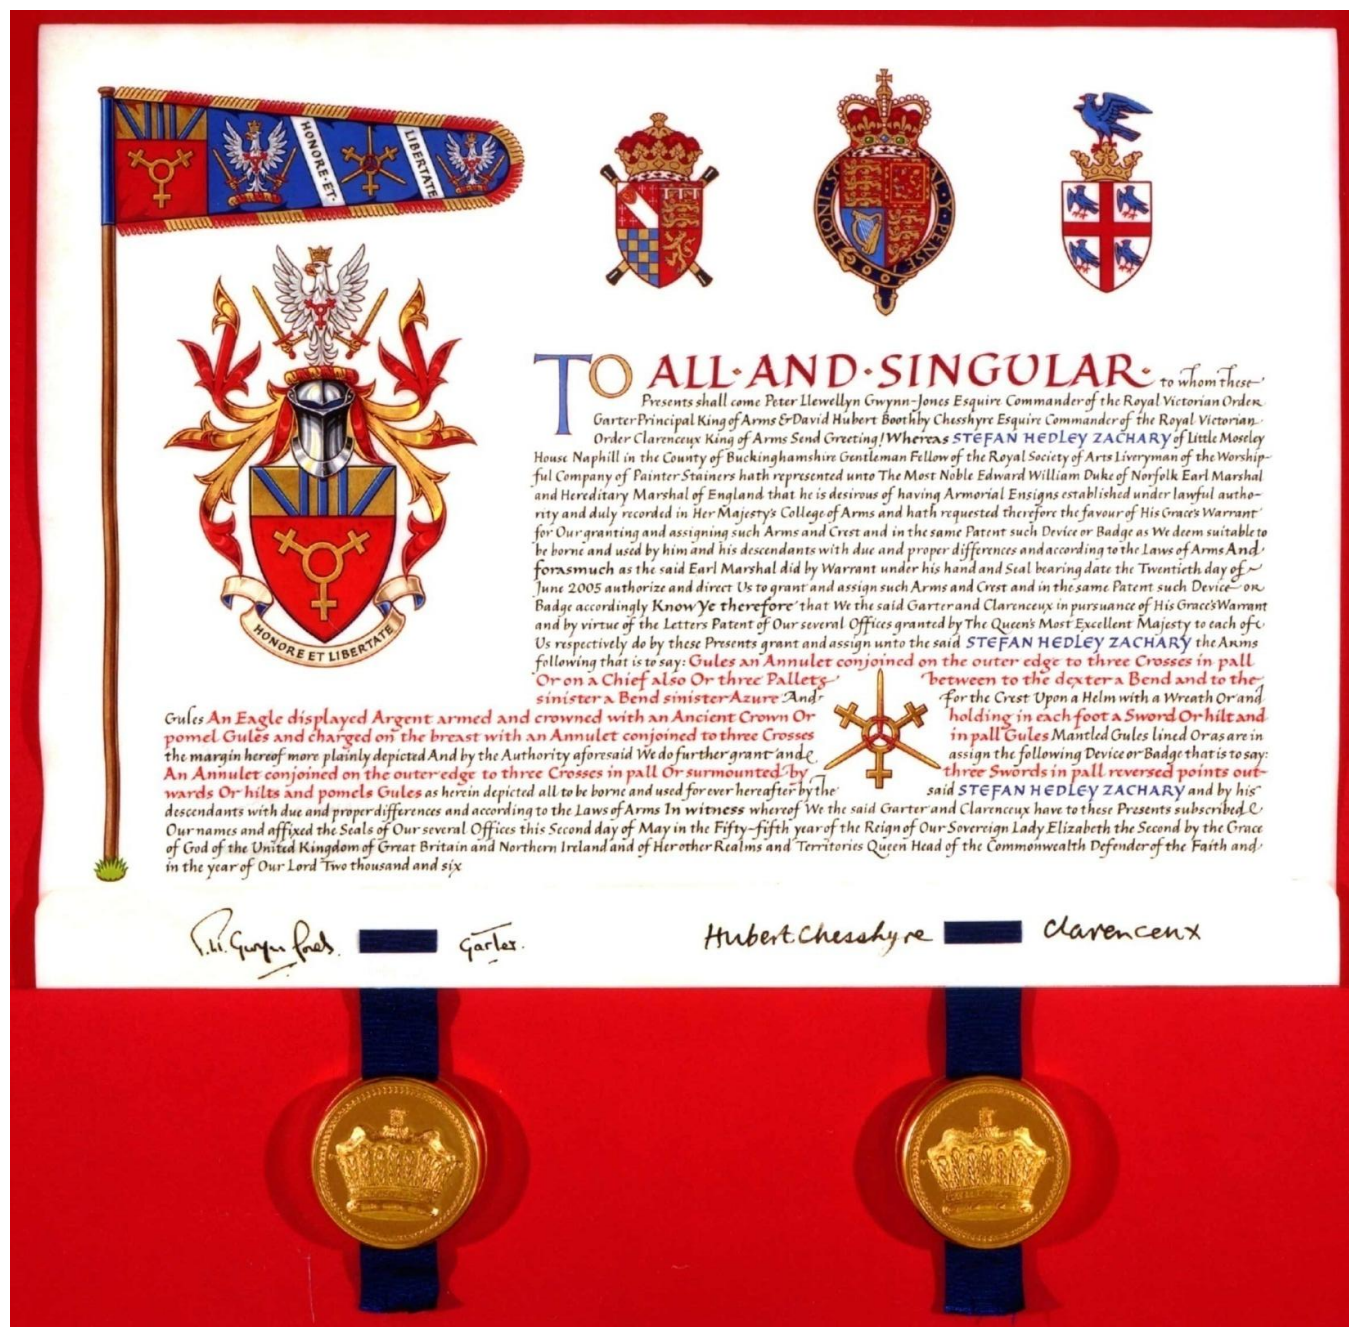 HONORE·ET·
LIBERTATE
HONORE ET LIBERTATE
TO ALL·AND·SINGULAR· to whom these
Presents shall come Peter Llewellyn Gwynn-Jones Esquire Commander of the Royal Victorian Order
Garter Principal King of Arms & David Hubert Boothby Chesshyre Esquire Commander of the Royal Victorian
Order Clarenceux King of Arms Send Greeting! Whereas STEFAN HEDLEY ZACHARY of Little Moseley
House Naphill in the County of Buckinghamshire Gentleman Fellow of the Royal Society of Arts Liveryman of the Worship-
ful Company of Painter Stainers hath represented unto The Most Noble Edward William Duke of Norfolk Earl Marshal
and Hereditary Marshal of England that he is desirous of having Armorial Ensigns established under lawful autho-
rity and duly recorded in Her Majesty's College of Arms and hath requested therefore the favour of His Grace's Warrant
for Our granting and assigning such Arms and Crest and in the same Patent such Device or Badge as We deem suitable to
be borne and used by him and his descendants with due and proper differences and according to the Laws of Arms And
forasmuch as the said Earl Marshal did by Warrant under his hand and Seal bearing date the Twentieth day of
June 2005 authorize and direct Us to grant and assign such Arms and Crest and in the same Patent such Device or
Badge accordingly Know Ye therefore that We the said Garter and Clarenceux in pursuance of His Grace's Warrant
and by virtue of the Letters Patent of Our several Offices granted by The Queen's Most Excellent Majesty to each of
Us respectively do by these Presents grant and assign unto the said STEFAN HEDLEY ZACHARY the Arms
following that is to say: Gules an Annulet conjoined on the outer edge to three Crosses in pall
Or on a Chief also Or three Pallets between to the dexter a Bend and to the
sinister a Bend sinister Azure And for the Crest Upon a Helm with a Wreath Or and
Gules An Eagle displayed Argent armed and crowned with an Ancient Crown Or holding in each foot a Sword Or hilt and
pomel Gules and charged on the breast with an Annulet conjoined to three Crosses in pall Gules Mantled Gules lined Or as are in
the margin hereof more plainly depicted And by the Authority aforesaid We do further grant and assign the following Device or Badge that is to say:
An Annulet conjoined on the outer edge to three Crosses in pall Or surmounted by three Swords in pall reversed points out-
wards Or hilts and pomels Gules as herein depicted all to be borne and used for ever hereafter by the said STEFAN HEDLEY ZACHARY and by his
descendants with due and proper differences and according to the Laws of Arms In witness whereof We the said Garter and Clarenceux have to these Presents subscribed
Our names and affixed the Seals of Our several Offices this Second day of May in the Fifty-fifth year of the Reign of Our Sovereign Lady Elizabeth the Second by the Grace
of God of the United Kingdom of Great Britain and Northern Ireland and of Her other Realms and Territories Queen Head of the Commonwealth Defender of the Faith and
in the year of Our Lord Two thousand and six
Garter.
Hubert Chesshyre Clarenceux